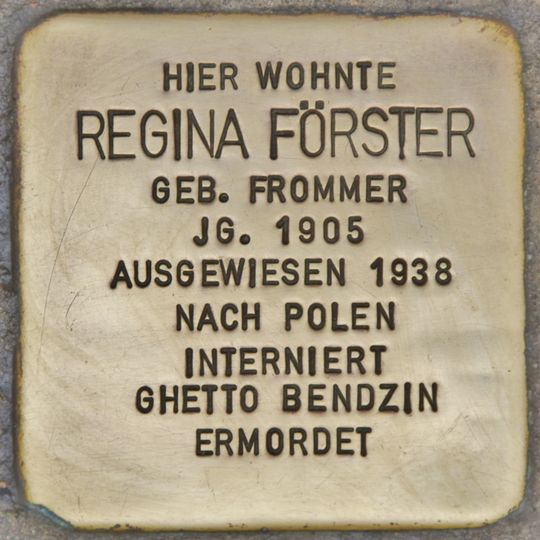 HIER WOHNTE
REGINA FÖRSTER
GEB. FROMMER
JG. 1905
AUSGEWIESEN 1938
NACH POLEN
INTERNIERT
GHETTO BENDZIN
ERMORDET